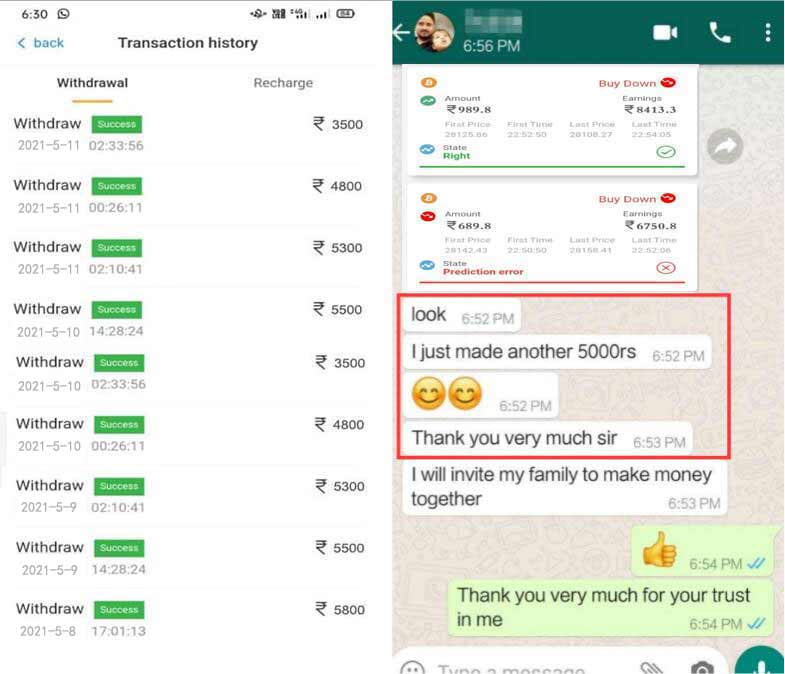 6:30
64
back
Transaction history
Withdrawal
Recharge
Withdraw Success ₹ 3500
2021-5-11 02:33:56
Withdraw Success ₹ 4800
2021-5-11 00:26:11
Withdraw Success ₹ 5300
2021-5-11 02:10:41
Withdraw Success ₹ 5500
2021-5-10 14:28:24
Withdraw Success ₹ 3500
2021-5-10 02:33:56
Withdraw Success ₹ 4800
2021-5-10 00:26:11
Withdraw Success ₹ 5300
2021-5-9 02:10:41
Withdraw Success ₹ 5500
2021-5-9 14:28:24
Withdraw Success ₹ 5800
2021-5-8 17:01:13
6:56 PM
Buy Down
Amount Earnings
₹989.8 ₹8413.3
First Price First Time Last Price Last Time
28125.86 22:52:50 28108.27 22:54:05
State
Right
Buy Down
Amount Earnings
₹689.8 ₹6750.8
First Price First Time Last Price Last Time
28142.43 22:50:50 28158.41 22:52:06
State
Prediction error
look 6:52 PM
I just made another 5000rs 6:52 PM
6:52 PM
Thank you very much sir 6:53 PM
I will invite my family to make money
together 6:53 PM
6:54 PM
Thank you very much for your trust
in me 6:54 PM
Type a message